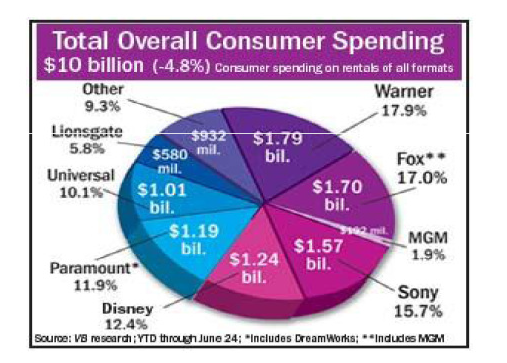 Total Overall Consumer Spending
$10 billion (-4.8%) Consumer spending on rentals of all formats
Other
9.3%
Warner
17.9%
Lionsgate
5.8%
Fox**
17.0%
Universal
10.1%
MGM
1.9%
Paramount*
11.9%
Sony
15.7%
Disney
12.4%
$932
mil.
$1.79
bil.
$580
mil.
$1.70
bil.
$1.01
bil.
$192 mil.
$1.19
bil.
$1.57
bil.
$1.24
bil.
Source: VB research; YTD through June 24; *Includes DreamWorks; **Includes MGM